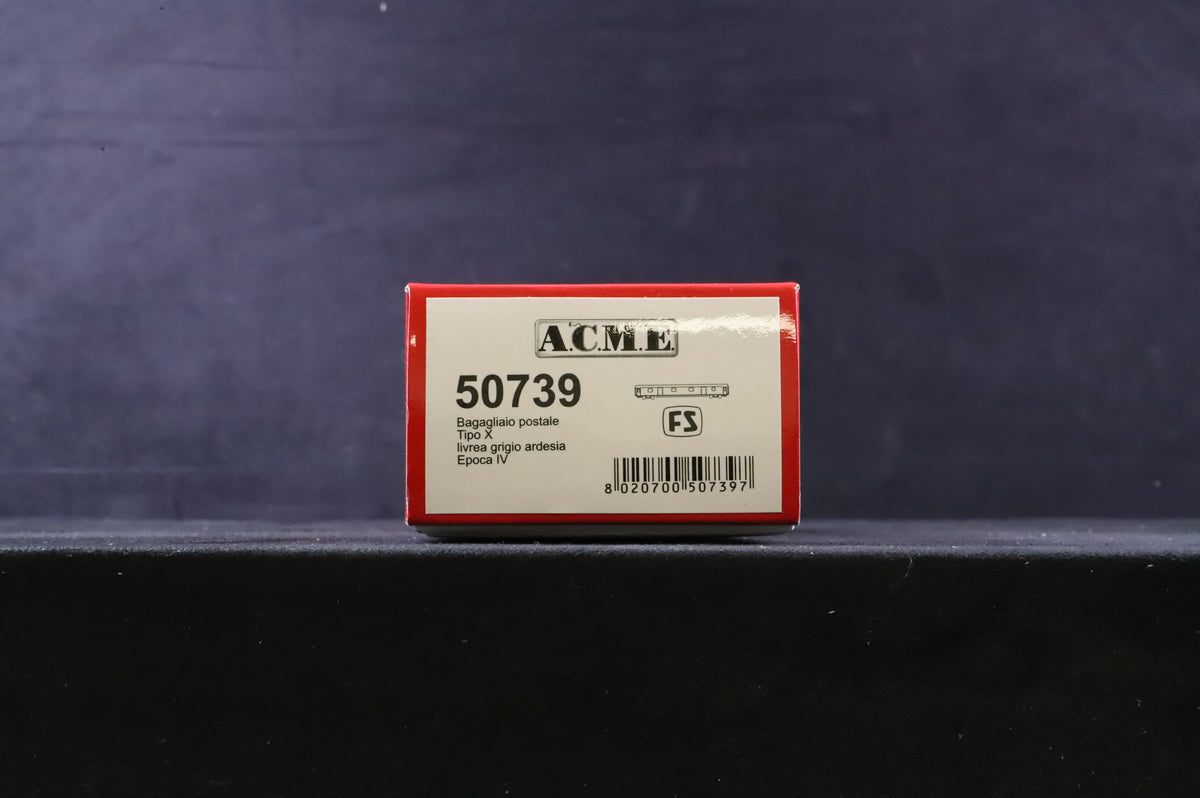 A.C.M.E.
50739
Bagagliaio postale
Tipo X
livrea grigio ardesia
Epoca IV
FS
8 020700 507397